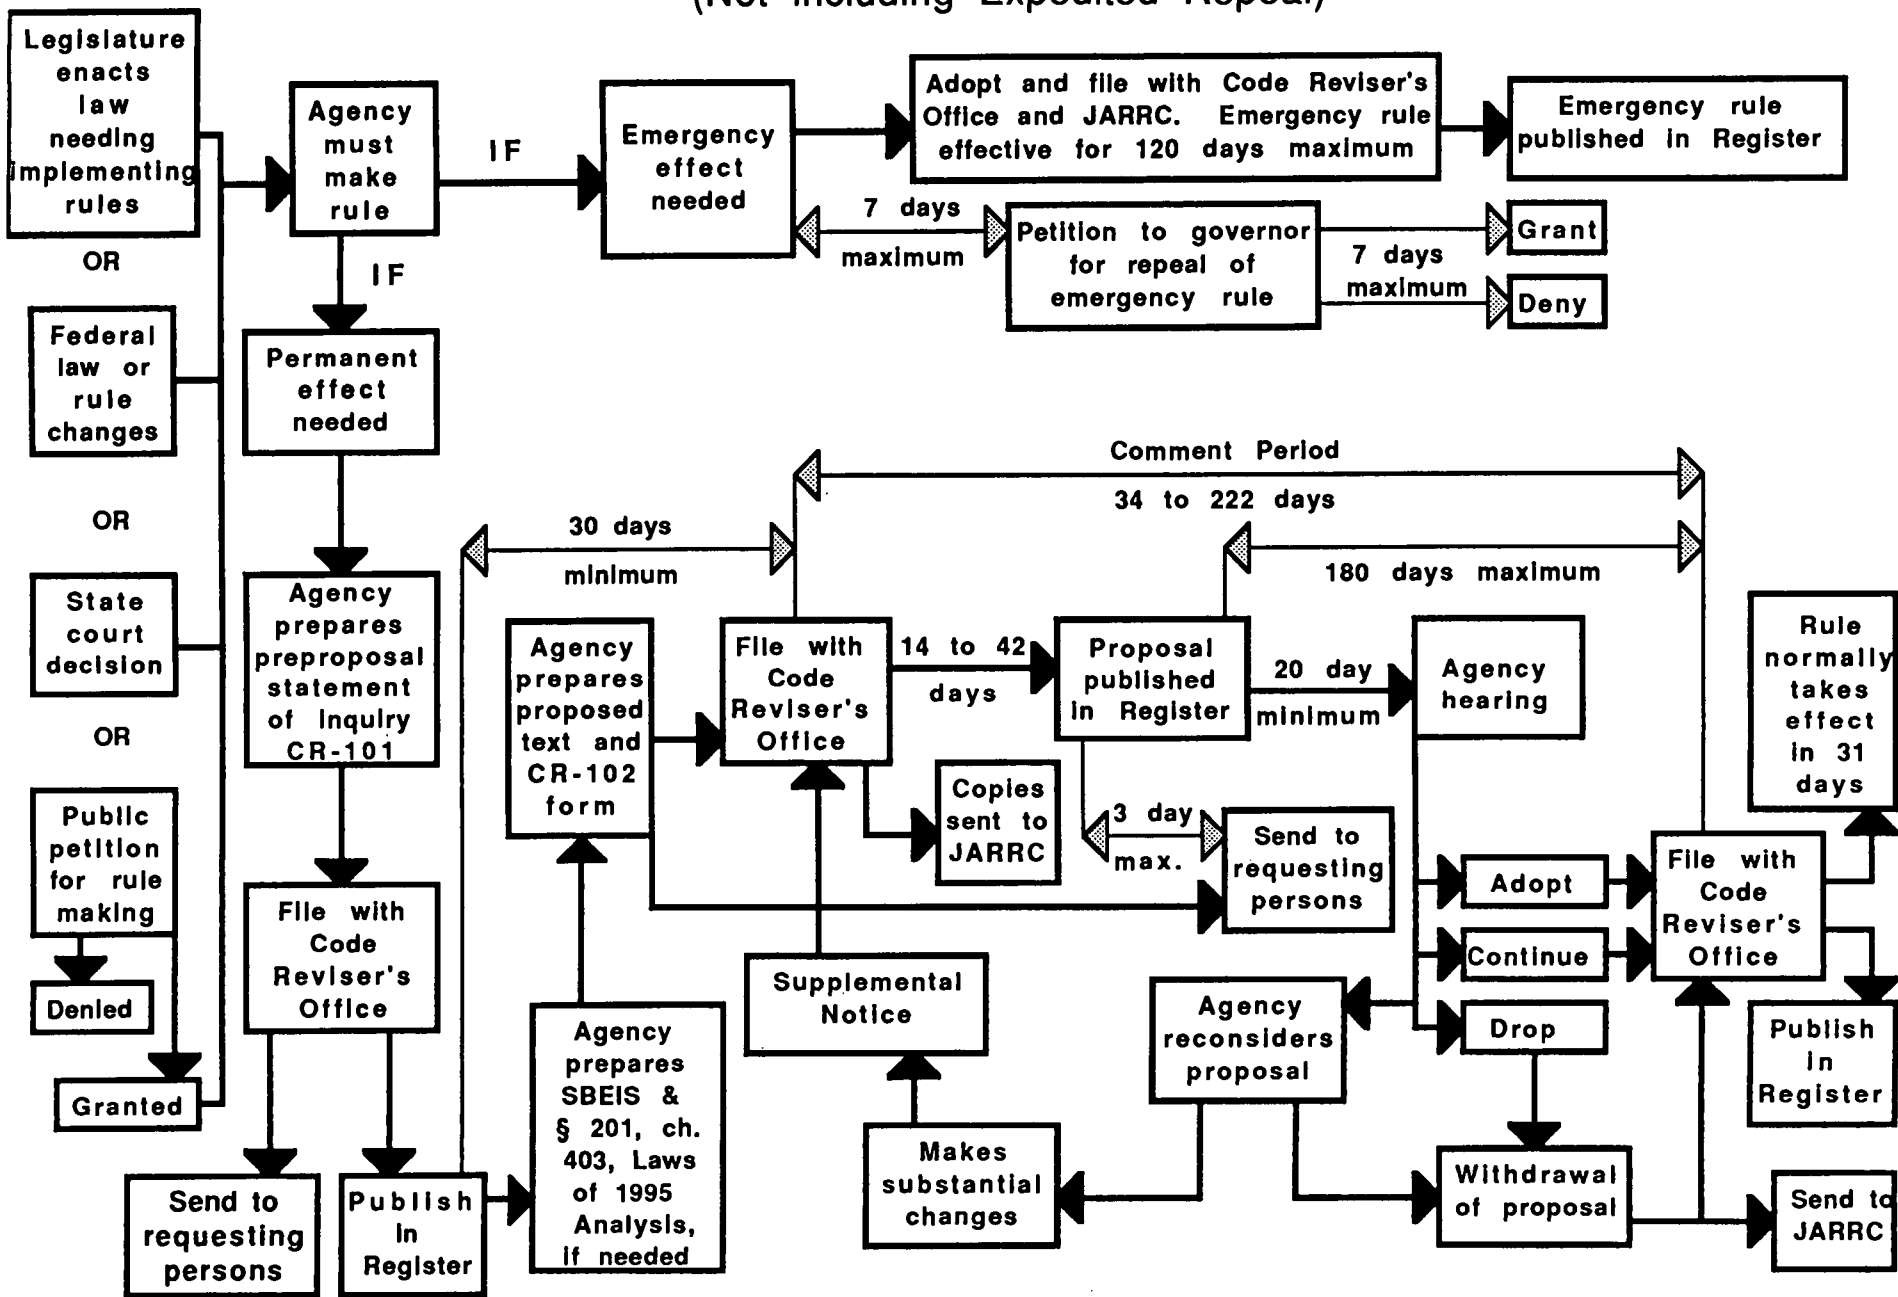 (Not Including Expedited Repeal)
Legislature
enacts
law
needing
implementing
rules
OR
Federal
law or
rule
changes
OR
State
court
decision
OR
Public
petition
for rule
making
Denied
Granted
Agency
must
make
rule
IF
IF
Emergency
effect
needed
Adopt and file with Code Reviser's
Office and JARRC. Emergency rule
effective for 120 days maximum
Emergency rule
published in Register
7 days
maximum
Petition to governor
for repeal of
emergency rule
7 days
maximum
Grant
Deny
Permanent
effect
needed
Agency
prepares
preproposal
statement
of Inquiry
CR-101
File with
Code
Reviser's
Office
Send to
requesting
persons
Publish
in
Register
30 days
minimum
Agency
prepares
SBEIS &
§ 201, ch.
403, Laws
of 1995
Analysis,
if needed
Agency
prepares
proposed
text and
CR-102
form
File with
Code
Reviser's
Office
Comment Period
34 to 222 days
180 days maximum
14 to 42
days
Proposal
published
in Register
20 day
minimum
Agency
hearing
Copies
sent to
JARRC
3 day
max.
Send to
requesting
persons
Supplemental
Notice
Makes
substantial
changes
Agency
reconsiders
proposal
Adopt
Continue
Drop
Withdrawal
of proposal
File with
Code
Reviser's
Office
Rule
normally
takes
effect
in 31
days
Publish
in
Register
Send to
JARRC